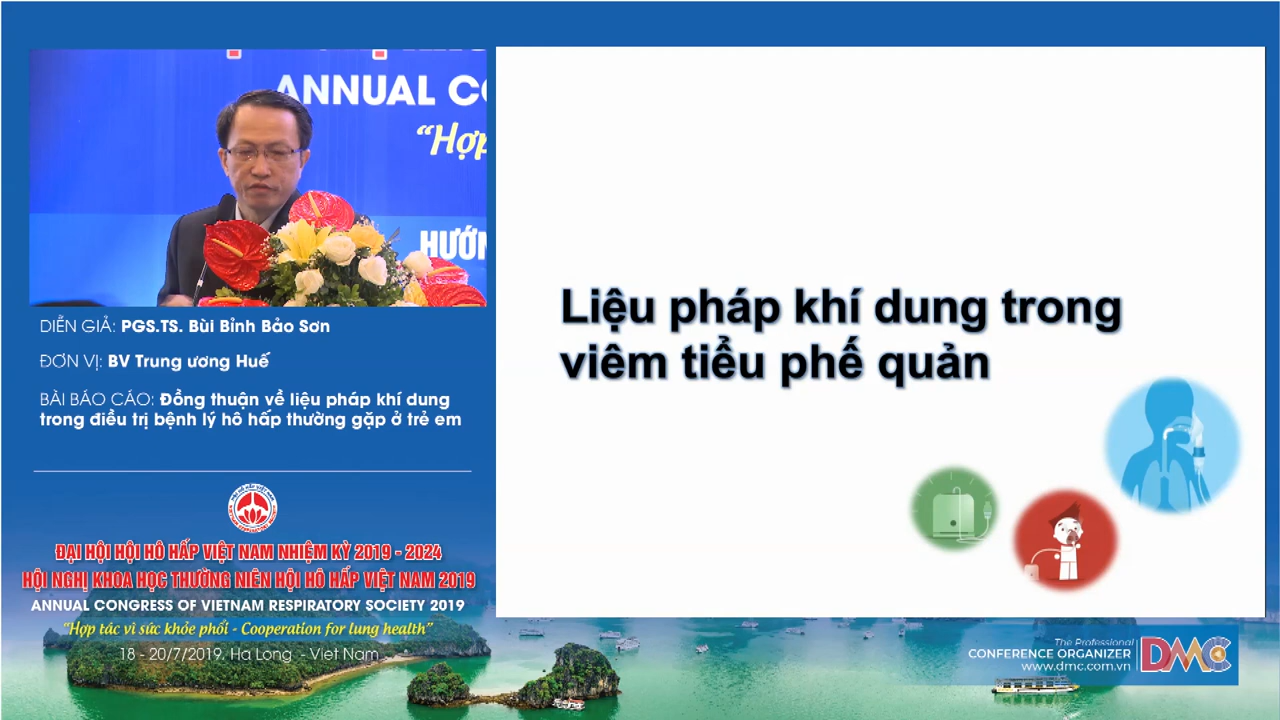 ANNUAL CO
“Hợp
HƯỚN
DIỄN GIẢ: PGS.TS. Bùi Bỉnh Bảo Sơn
ĐƠN VỊ: BV Trung ương Huế
BÀI BÁO CÁO: Đồng thuận về liệu pháp khí dung
trong điều trị bệnh lý hô hấp thường gặp ở trẻ em
ĐẠI HỘI HỘI HÔ HẤP VIỆT NAM NHIỆM KỲ 2019 - 2024
HỘI NGHỊ KHOA HỌC THƯỜNG NIÊN HỘI HÔ HẤP VIỆT NAM 2019
ANNUAL CONGRESS OF VIETNAM RESPIRATORY SOCIETY 2019
“Hợp tác vì sức khỏe phổi - Cooperation for lung health”
18 - 20/7/2019. Ha Long - Viet Nam
Liệu pháp khí dung trong
viêm tiểu phế quản
The Professional
CONFERENCE ORGANIZER
www.dmc.com.vn
DMC